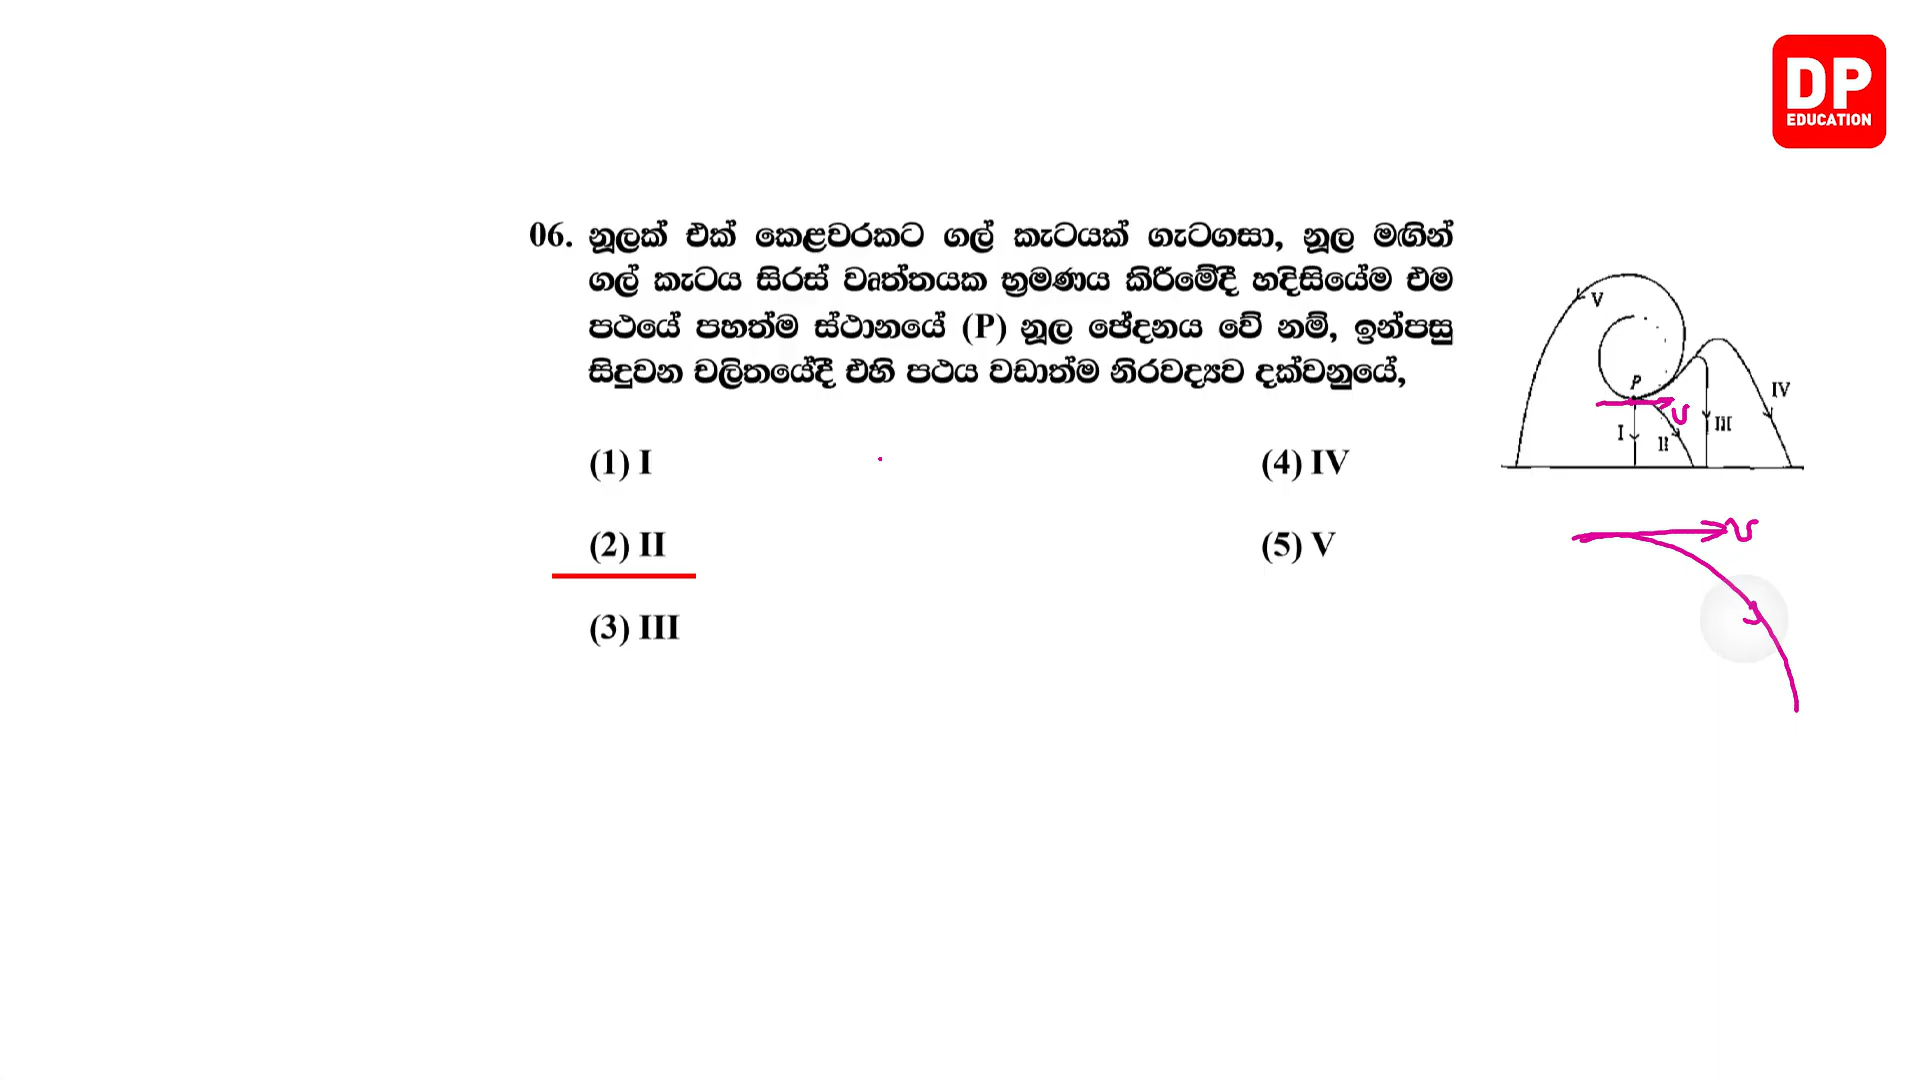 DP
EDUCATION
06. නූලක් එක් කෙළවරකට ගල් කැටයක් ගැටගසා, නූල මඟින්
ගල් කැටය සිරස් වෘත්තයක භ්‍රමණය කිරීමේදී හදිසියේම එම
පථයේ පහත්ම ස්ථානයේ (P) නූල ඡේදනය වේ නම්, ඉන්පසු
සිදුවන චලිතයේදී එහි පථය වඩාත්ම නිරවද්‍යව දක්වනුයේ,
V
P
IV
v
I
II
III
(1) I
(4) IV
(2) II
(5) V
v
(3) III